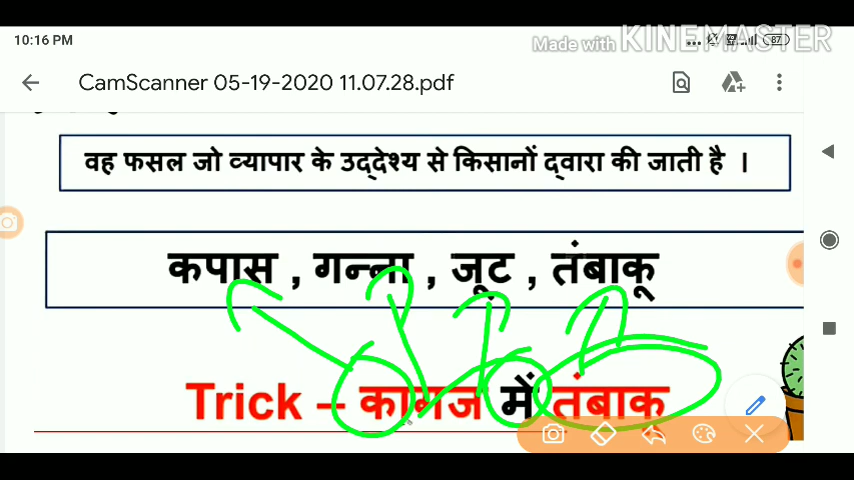 10:16 PM
87
Made with KINEMASTER
CamScanner 05-19-2020 11.07.28.pdf
वह फसल जो व्यापार के उद्देश्य से किसानों द्वारा की जाती है ।
कपास , गन्ना , जूट , तंबाकू
Trick – कागज में तंबाकू